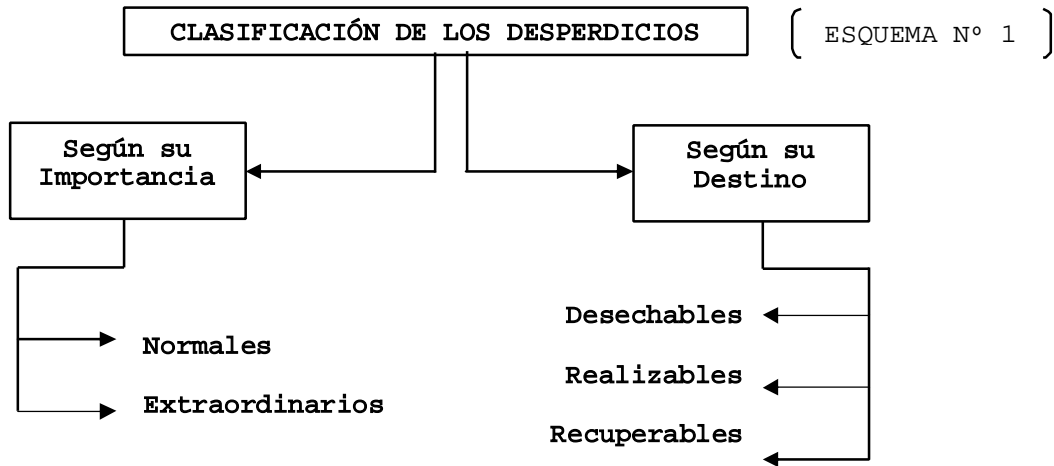 CLASIFICACIÓN DE LOS DESPERDICIOS
ESQUEMA Nº 1
Según su
Importancia
Según su
Destino
Normales
Extraordinarios
Desechables
Realizables
Recuperables